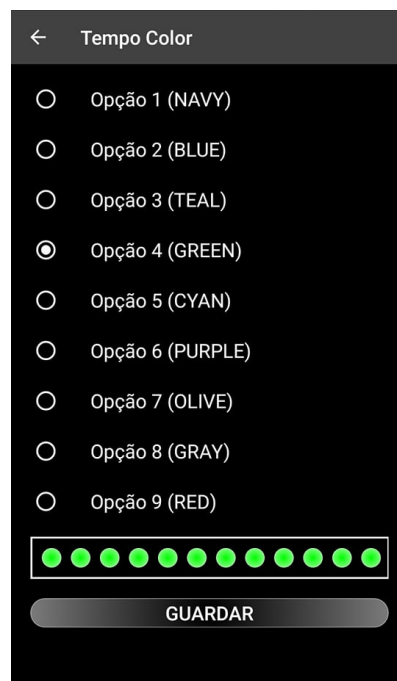 Tempo Color
Opção 1 (NAVY)
Opção 2 (BLUE)
Opção 3 (TEAL)
Opção 4 (GREEN)
Opção 5 (CYAN)
Opção 6 (PURPLE)
Opção 7 (OLIVE)
Opção 8 (GRAY)
Opção 9 (RED)
GUARDAR